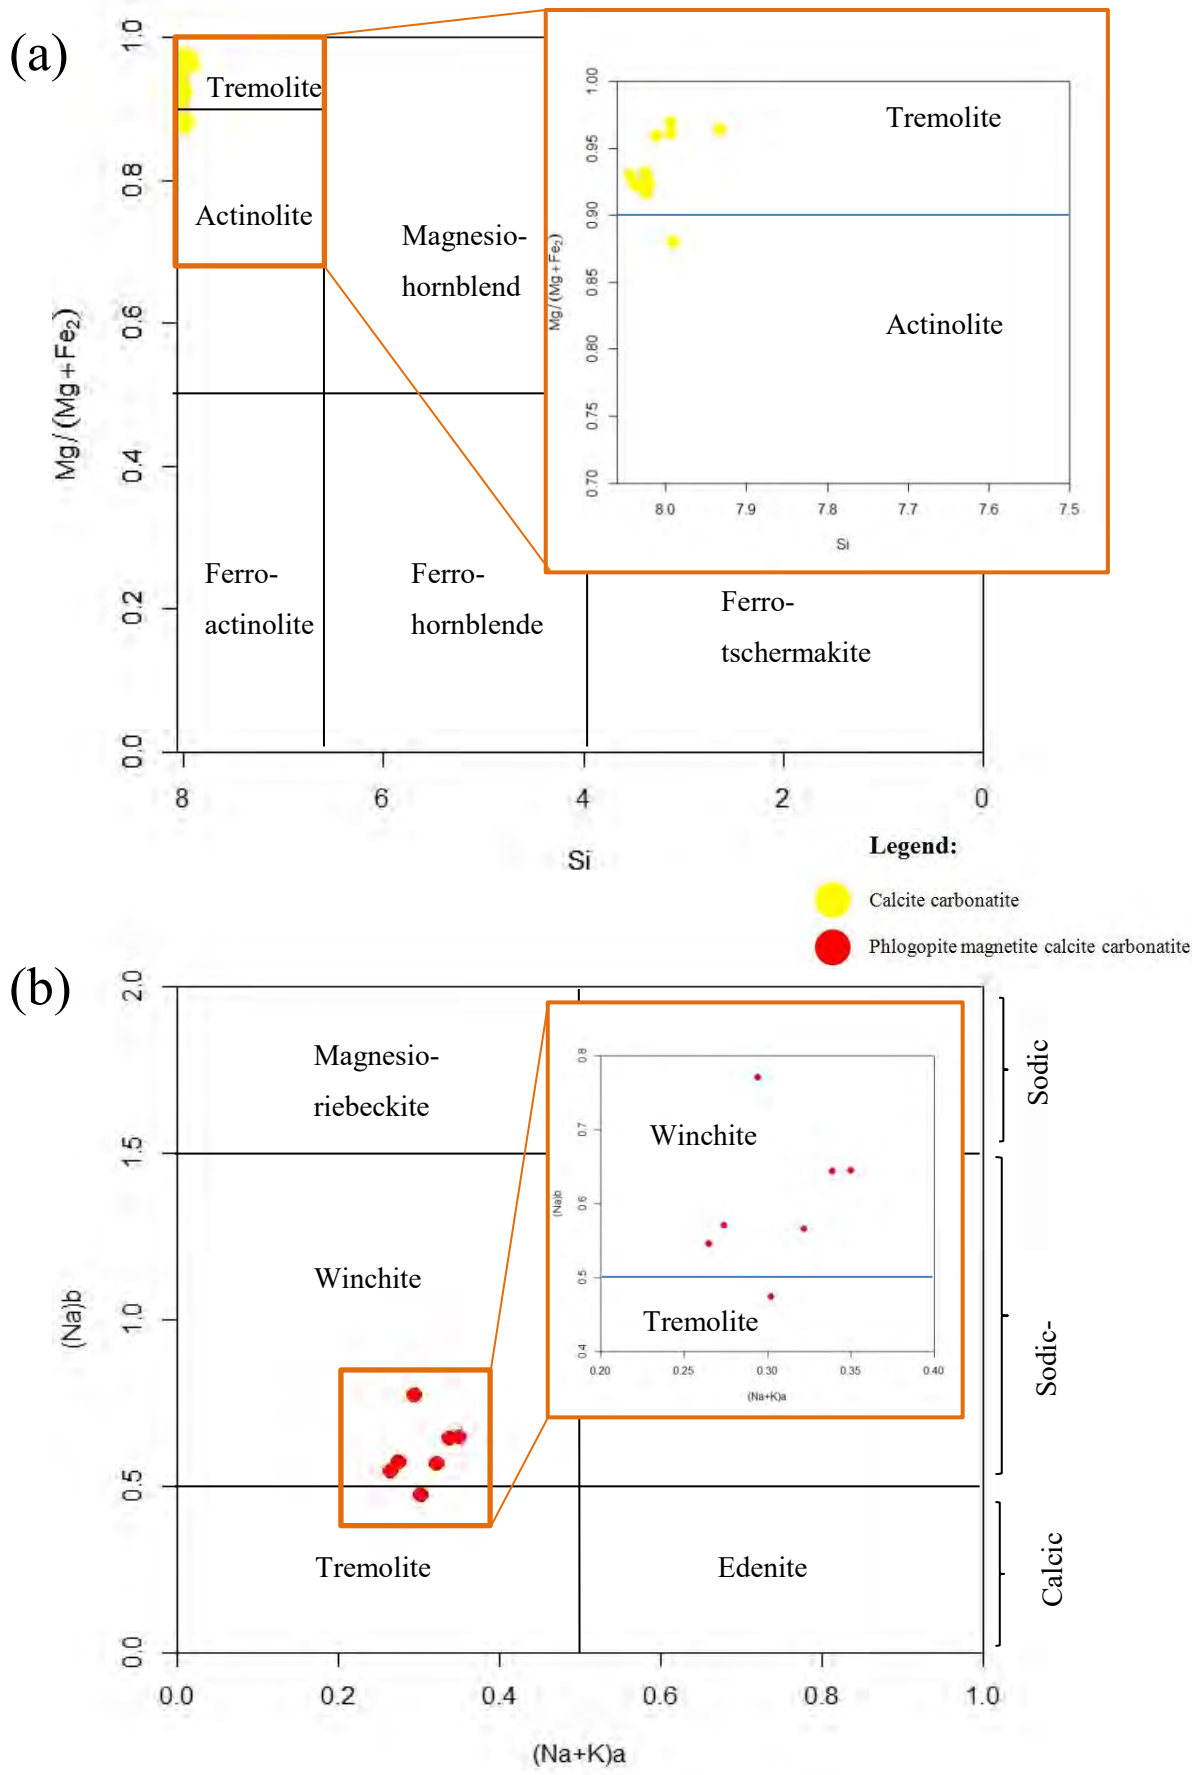 (a)
Mg/(Mg+Fe2)
1.0
0.8
0.6
0.4
0.2
0.0
8
6
4
2
0
Si
Tremolite
Actinolite
Magnesio-
hornblend
Ferro-
actinolite
Ferro-
hornblende
Ferro-
tschermakite
Mg/(Mg+Fe2)
1.00
0.95
0.90
0.85
0.80
0.75
0.70
Tremolite
Actinolite
8.0
7.9
7.8
7.7
7.6
7.5
Si
Legend:
Calcite carbonatite
Phlogopite magnetite calcite carbonatite
(b)
(Na)b
2.0
1.5
1.0
0.5
0.0
0.0
0.2
0.4
0.6
0.8
1.0
(Na+K)a
Magnesio-
riebeckite
Winchite
Tremolite
Edenite
(Na)b
0.8
0.7
0.6
0.5
0.4
Winchite
Tremolite
0.20
0.25
0.30
0.35
0.40
(Na+K)a
Sodic
Sodic-
Calcic